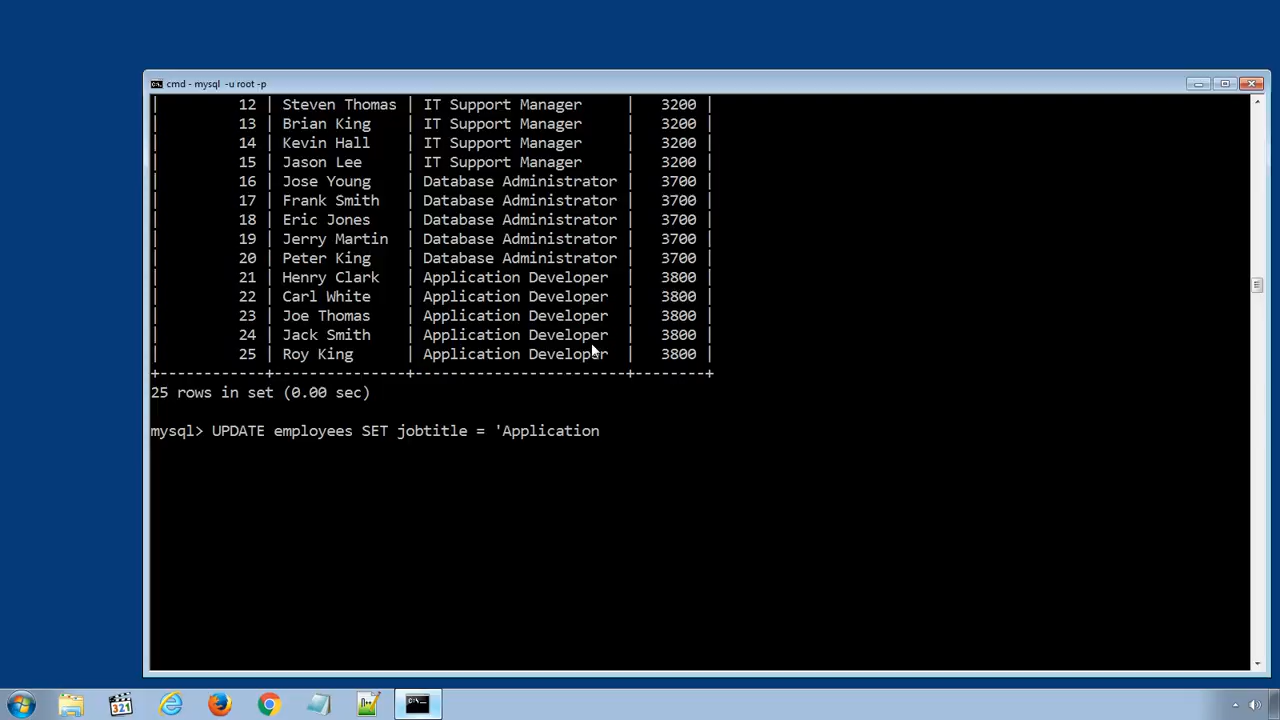 cmd - mysql  -u root -p
|         12 | Steven Thomas | IT Support Manager     |   3200 |
|         13 | Brian King    | IT Support Manager     |   3200 |
|         14 | Kevin Hall    | IT Support Manager     |   3200 |
|         15 | Jason Lee     | IT Support Manager     |   3200 |
|         16 | Jose Young    | Database Administrator |   3700 |
|         17 | Frank Smith   | Database Administrator |   3700 |
|         18 | Eric Jones    | Database Administrator |   3700 |
|         19 | Jerry Martin  | Database Administrator |   3700 |
|         20 | Peter King    | Database Administrator |   3700 |
|         21 | Henry Clark   | Application Developer  |   3800 |
|         22 | Carl White    | Application Developer  |   3800 |
|         23 | Joe Thomas    | Application Developer  |   3800 |
|         24 | Jack Smith    | Application Developer  |   3800 |
|         25 | Roy King      | Application Developer  |   3800 |
+------------+---------------+------------------------+--------+
25 rows in set (0.00 sec)
mysql> UPDATE employees SET jobtitle = 'Application
321